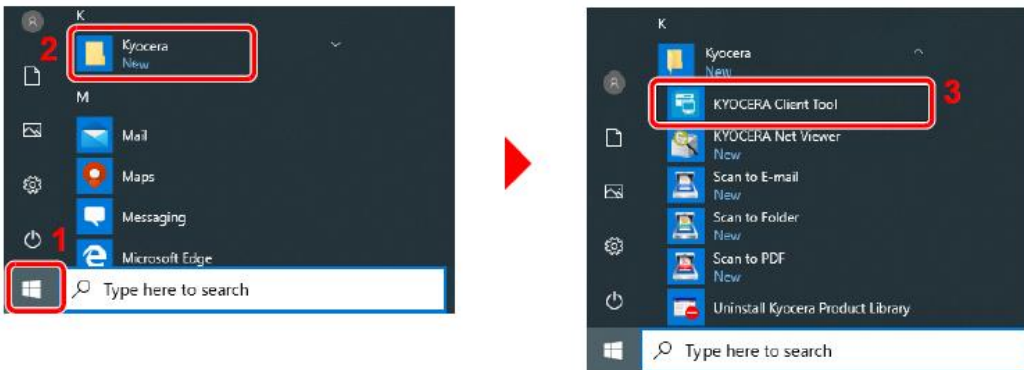 K
2
Kyocera
New
M
Mail
Maps
Messaging
1
Microsoft Edge
Type here to search
K
Kyocera
New
KYOCERA Client Tool
3
KYOCERA Net Viewer
New
Scan to E-mail
New
Scan to Folder
New
Scan to PDF
New
Uninstall Kyocera Product Library
Type here to search